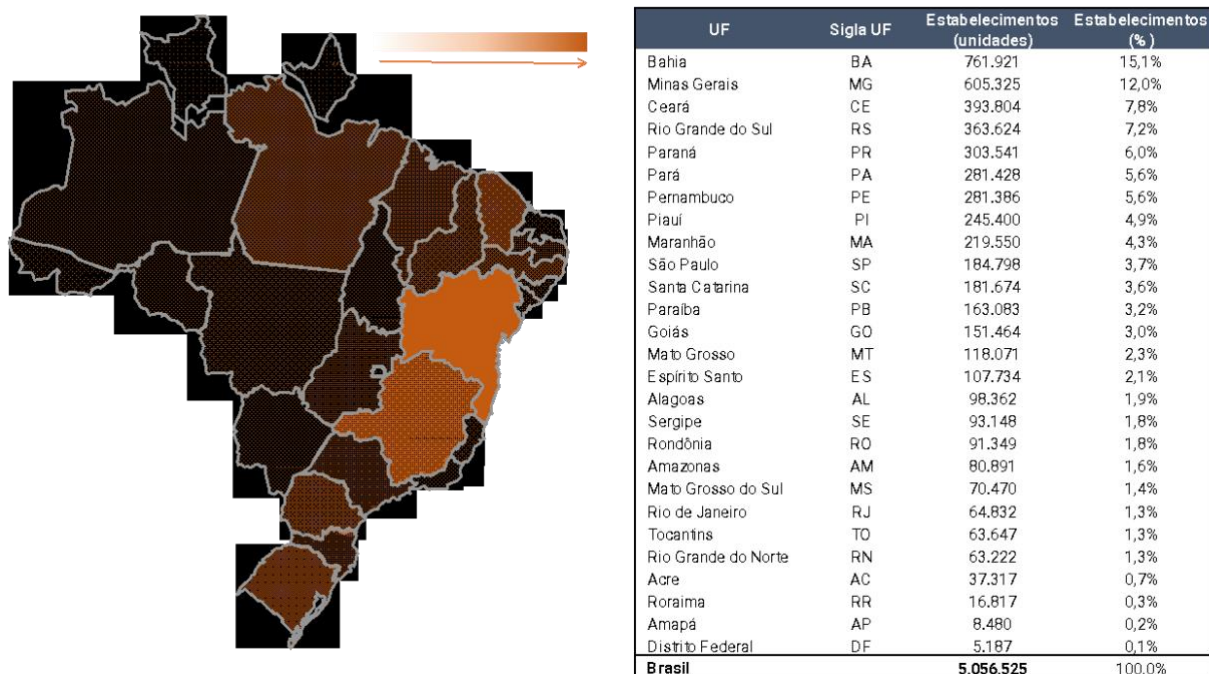 UF Sigla UF Estabelecimentos (unidades) Estabelecimentos (%)
Bahia BA 761.921 15,1%
Minas Gerais MG 605.325 12,0%
Ceará CE 393.804 7,8%
Rio Grande do Sul RS 363.624 7,2%
Paraná PR 303.541 6,0%
Pará PA 281.428 5,6%
Pernambuco PE 281.386 5,6%
Piauí PI 245.400 4,9%
Maranhão MA 219.550 4,3%
São Paulo SP 184.798 3,7%
Santa Catarina SC 181.674 3,6%
Paraíba PB 163.083 3,2%
Goiás GO 151.464 3,0%
Mato Grosso MT 118.071 2,3%
Espírito Santo ES 107.734 2,1%
Alagoas AL 98.362 1,9%
Sergipe SE 93.148 1,8%
Rondônia RO 91.349 1,8%
Amazonas AM 80.891 1,6%
Mato Grosso do Sul MS 70.470 1,4%
Rio de Janeiro RJ 64.832 1,3%
Tocantins TO 63.647 1,3%
Rio Grande do Norte RN 63.222 1,3%
Acre AC 37.317 0,7%
Roraima RR 16.817 0,3%
Amapá AP 8.480 0,2%
Distrito Federal DF 5.187 0,1%
Brasil 5.056.525 100,0%